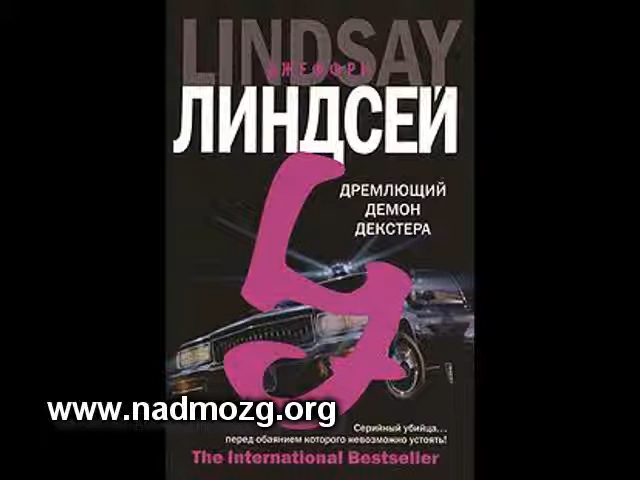 LINDSAY
ДЖЕФФРИ
ЛИНДСЕЙ
ДРЕМЛЮЩИЙ
ДЕМОН
ДЕКСТЕРА
www.nadmozg.org
Серийный убийца...
перед обаянием которого невозможно устоять!
The International Bestseller